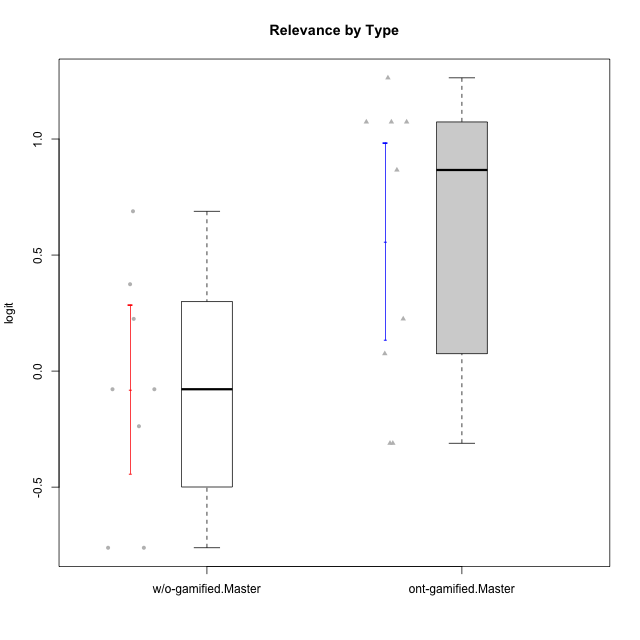 Relevance by Type
logit
1.0
0.5
0.0
-0.5
w/o-gamified.Master
ont-gamified.Master